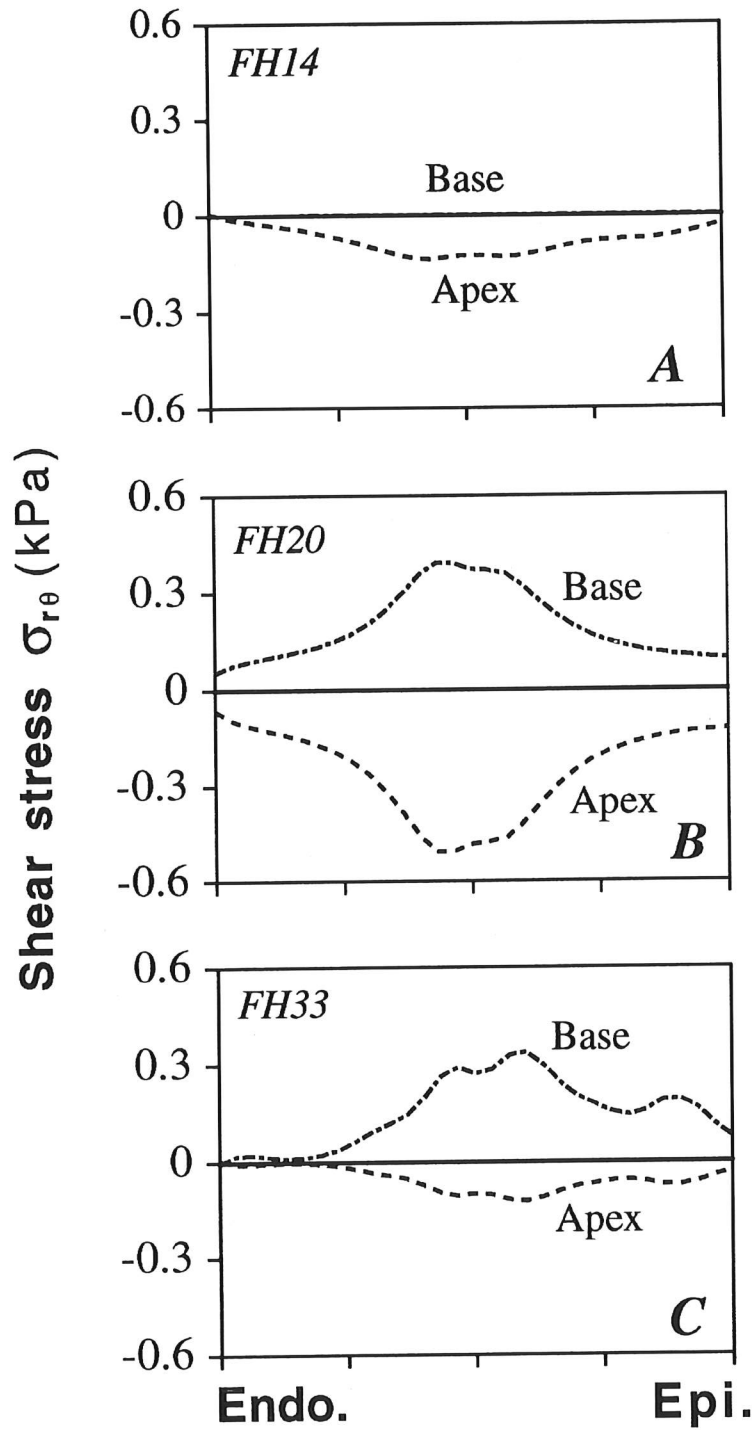 Shear stress σrθ (kPa)
0.6
FH14
0.3
Base
0
Apex
-0.3
A
-0.6
0.6
FH20
0.3
Base
0
-0.3
Apex
B
-0.6
0.6
FH33
0.3
Base
0
Apex
-0.3
C
-0.6
Endo. Epi.